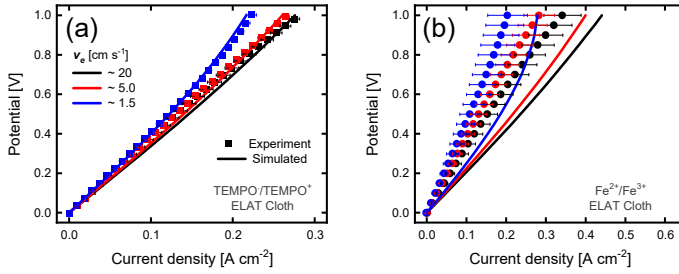 (a)
v_e [cm s⁻¹]
~ 20
~ 5.0
~ 1.5
Experiment
Simulated
TEMPO·/TEMPO⁺
ELAT Cloth
Potential [V]
1.0
0.8
0.6
0.4
0.2
0.0
0.0
0.1
0.2
0.3
Current density [A cm⁻²]
(b)
Fe²⁺/Fe³⁺
ELAT Cloth
Potential [V]
1.0
0.8
0.6
0.4
0.2
0.0
0.0
0.1
0.2
0.3
0.4
0.5
Current density [A cm⁻²]